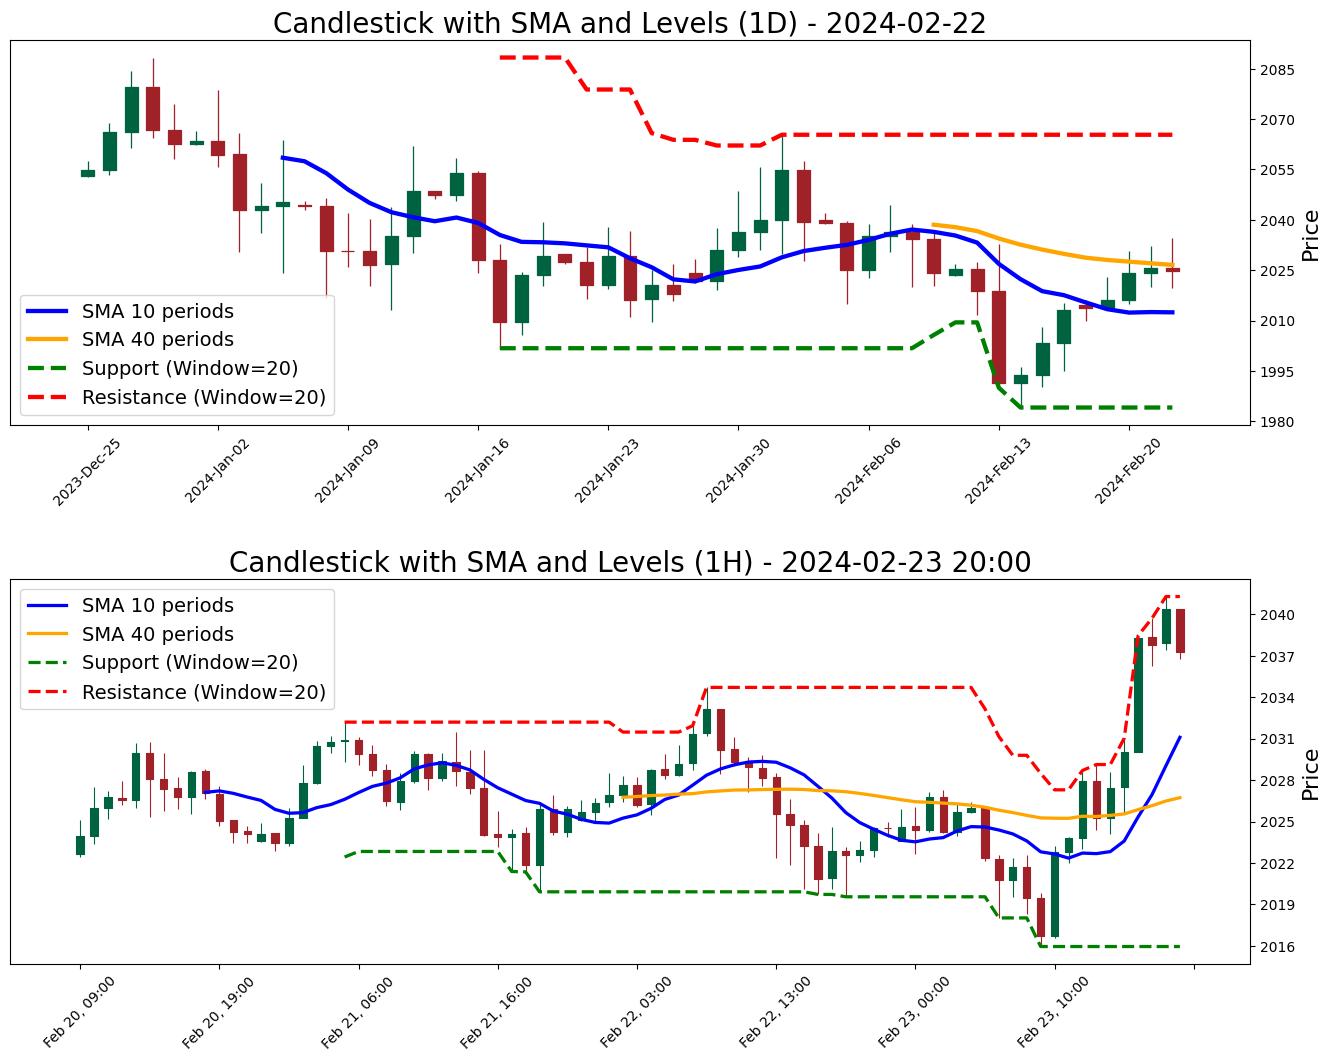 Candlestick with SMA and Levels (1D) - 2024-02-22
SMA 10 periods
SMA 40 periods
Support (Window=20)
Resistance (Window=20)
2085
2070
2055
2040
2025
2010
1995
1980
Price
2023-Dec-25
2024-Jan-02
2024-Jan-09
2024-Jan-16
2024-Jan-23
2024-Jan-30
2024-Feb-06
2024-Feb-13
2024-Feb-20
Candlestick with SMA and Levels (1H) - 2024-02-23 20:00
SMA 10 periods
SMA 40 periods
Support (Window=20)
Resistance (Window=20)
2040
2037
2034
2031
2028
2025
2022
2019
2016
Price
Feb 20, 09:00
Feb 20, 19:00
Feb 21, 06:00
Feb 21, 16:00
Feb 22, 03:00
Feb 22, 13:00
Feb 23, 00:00
Feb 23, 10:00